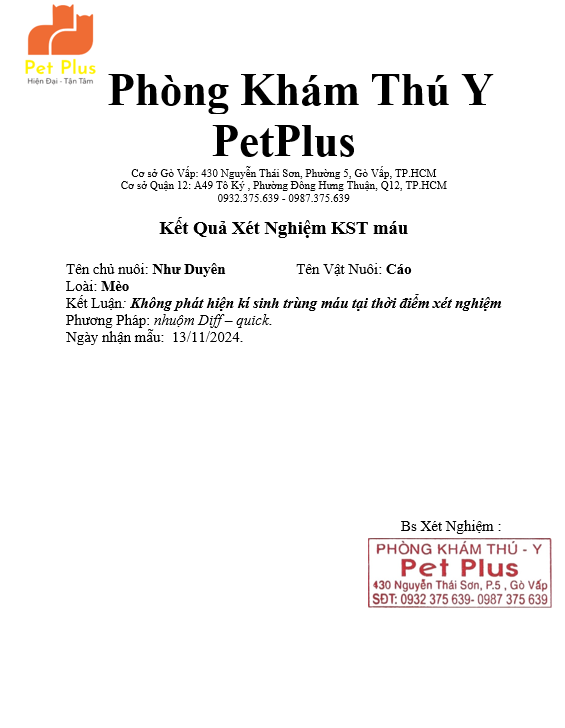 Pet Plus
Hiện Đại - Tận Tâm
Phòng Khám Thú Y
PetPlus
Cơ sở Gò Vấp: 430 Nguyễn Thái Sơn, Phường 5, Gò Vấp, TP.HCM
Cơ sở Quận 12: A49 Tô Ký , Phường Đông Hưng Thuận, Q12, TP.HCM
0932.375.639 - 0987.375.639
Kết Quả Xét Nghiệm KST máu
Tên chủ nuôi: Như Duyên Tên Vật Nuôi: Cáo
Loài: Mèo
Kết Luận: Không phát hiện kí sinh trùng máu tại thời điểm xét nghiệm
Phương Pháp: nhuộm Diff – quick.
Ngày nhận mẫu: 13/11/2024.
Bs Xét Nghiệm :
PHÒNG KHÁM THÚ - Y
Pet Plus
430 Nguyễn Thái Sơn, P.5 , Gò Vấp
SĐT: 0932 375 639- 0987 375 639